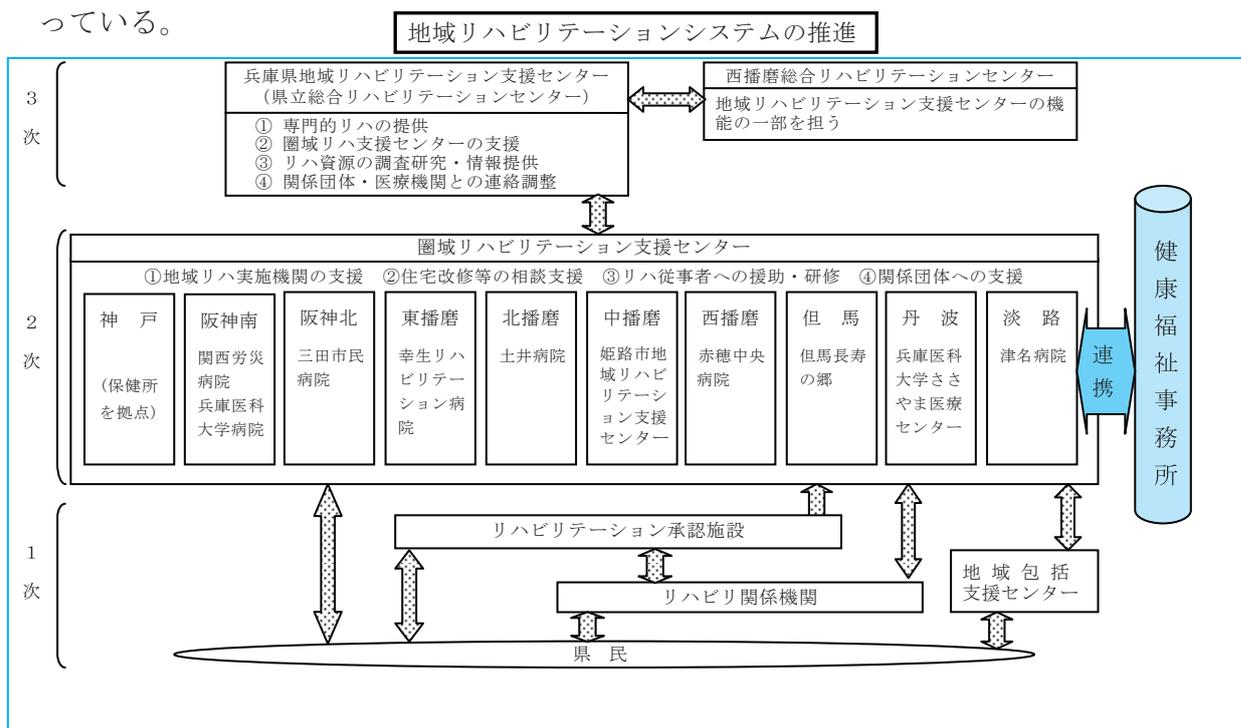 っている。
地域リハビリテーションシステムの推進
3
次
兵庫県地域リハビリテーション支援センター
（県立総合リハビリテーションセンター）
① 専門的リハの提供
② 圏域リハ支援センターの支援
③ リハ資源の調査研究・情報提供
④ 関係団体・医療機関との連絡調整
西播磨総合リハビリテーションセンター
地域リハビリテーション支援センターの機
能の一部を担う
2
次
圏域リハビリテーション支援センター
①地域リハ実施機関の支援　②住宅改修等の相談支援　③リハ従事者への援助・研修　④関係団体への支援
神　戸
（保健所
を拠点）
阪神南
関西労災
病院
兵庫医科
大学病院
阪神北
三田市民
病院
東播磨
幸生リハ
ビリテー
ション病
院
北播磨
土井病院
中播磨
姫路市地
域リハビ
リテーシ
ョン支援
センター
西播磨
赤穂中央
病院
但　馬
但馬長寿
の郷
丹　波
兵庫医科
大学ささ
やま医療
センター
淡　路
津名病院
連携
健康福祉事務所
1
次
リハビリテーション承認施設
リハビリ関係機関
地 域 包 括
支援センター
県　民